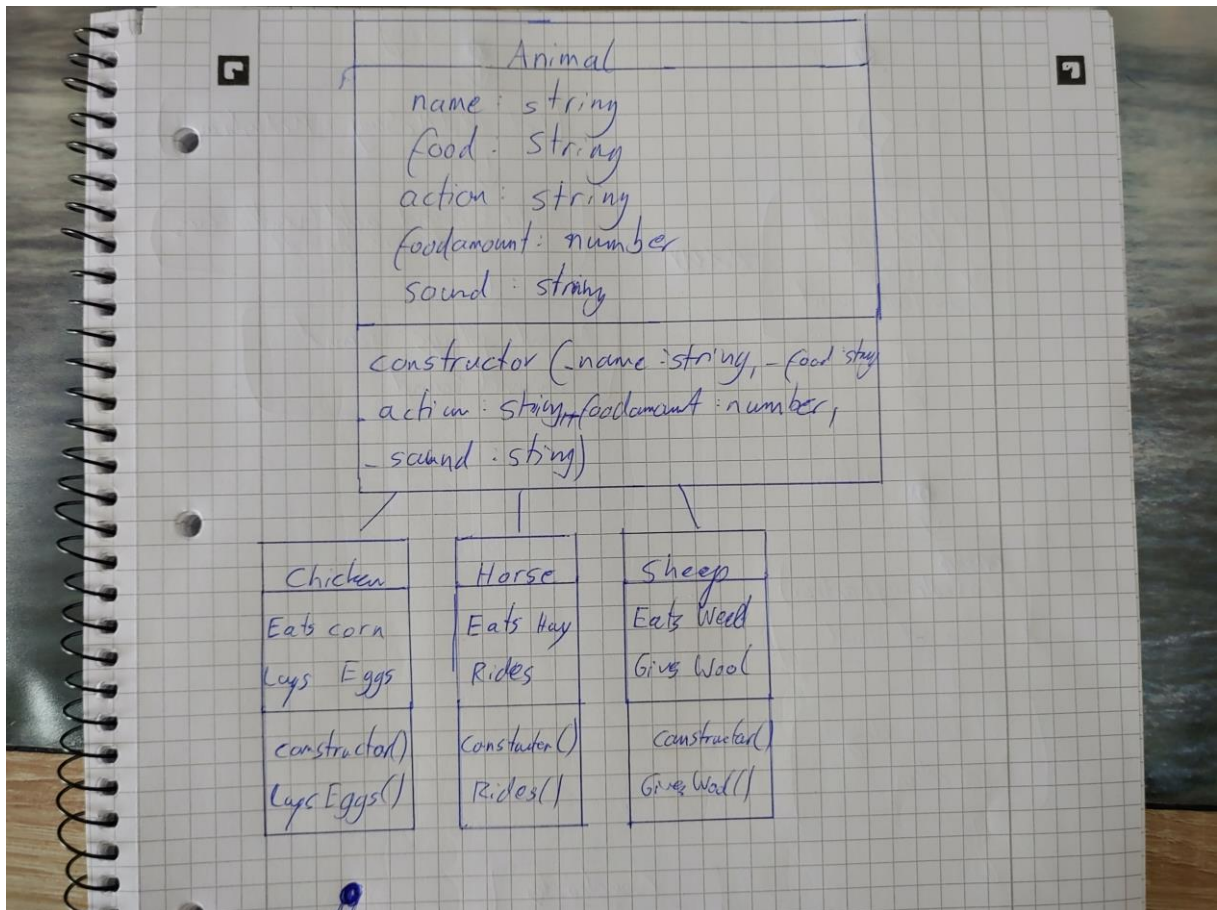 Animal
name : string
food : string
action : string
foodamount : number
sound : string
constructor (_name : string, _food : string
_action : string, _foodamount : number,
_sound : sting)
Chicken
Eats corn
Lays Eggs
constructor()
Lays Eggs()
Horse
Eats Hay
Rides
Rides()
Sheep
Eats Weed
Gives Wool
constructor()
Gives Wool()